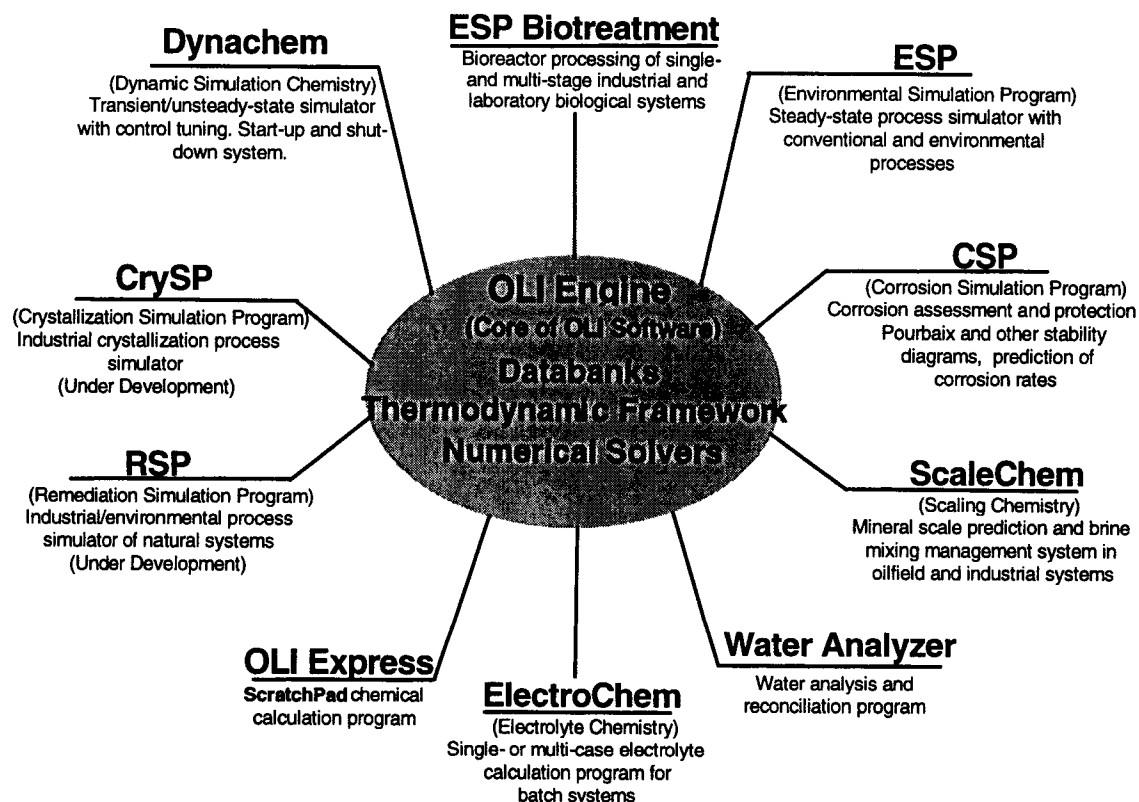 ESP Biotreatment
Bioreactor processing of single-
and multi-stage industrial and
laboratory biological systems
Dynachem
(Dynamic Simulation Chemistry)
Transient/unsteady-state simulator
with control tuning. Start-up and shut-
down system.
ESP
(Environmental Simulation Program)
Steady-state process simulator with
conventional and environmental
processes
CrySP
(Crystallization Simulation Program)
Industrial crystallization process
simulator
(Under Development)
OLI Engine
(Core of OLI Software)
Databanks
Thermodynamic Framework
Numerical Solvers
CSP
(Corrosion Simulation Program)
Corrosion assessment and protection
Pourbaix and other stability
diagrams, prediction of
corrosion rates
RSP
(Remediation Simulation Program)
Industrial/environmental process
simulator of natural systems
(Under Development)
ScaleChem
(Scaling Chemistry)
Mineral scale prediction and brine
mixing management system in
oilfield and industrial systems
OLI Express
ScratchPad chemical
calculation program
ElectroChem
(Electrolyte Chemistry)
Single- or multi-case electrolyte
calculation program for
batch systems
Water Analyzer
Water analysis and
reconciliation program